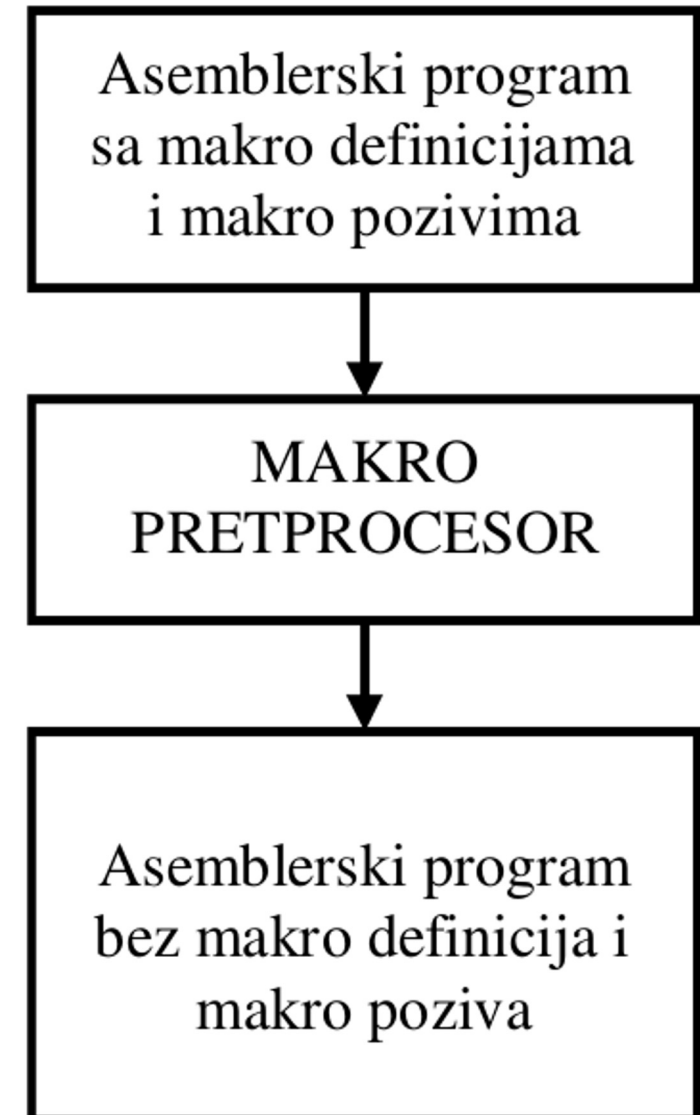 Asemblerski program
sa makro definicijama
i makro pozivima
MAKRO
PRETPROCESOR
Asemblerski program
bez makro definicija i
makro poziva